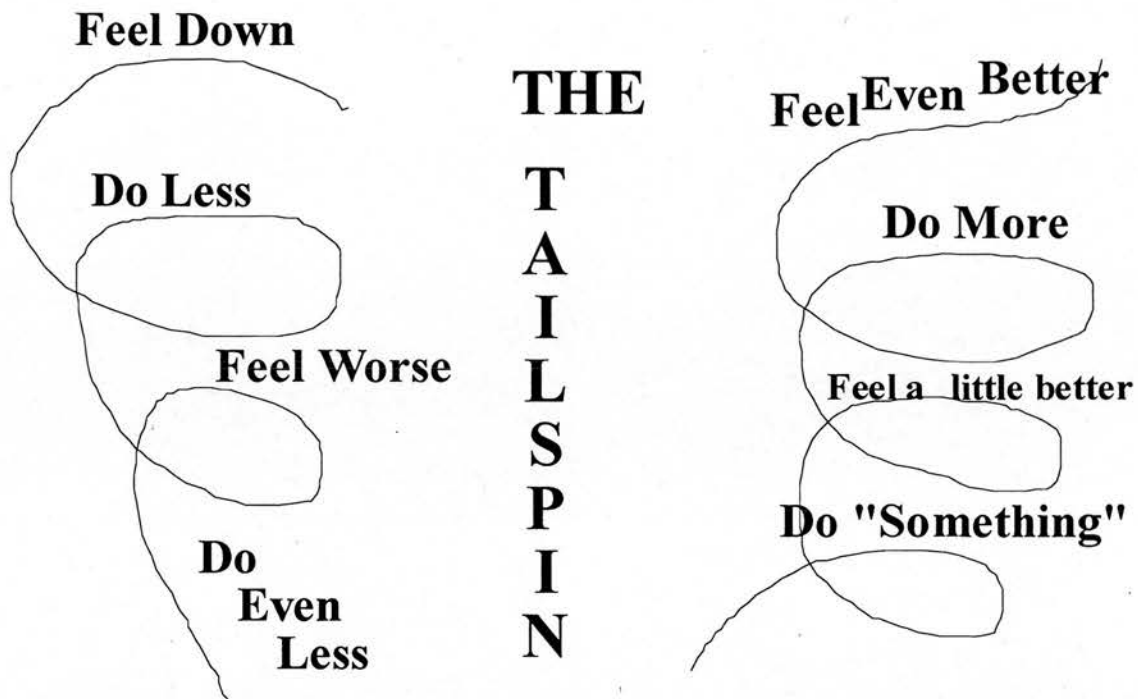 Feel Down
Do Less
Feel Worse
Do
Even
Less
THE
T
A
I
L
S
P
I
N
Feel Even Better
Do More
Feel a little better
Do "Something"